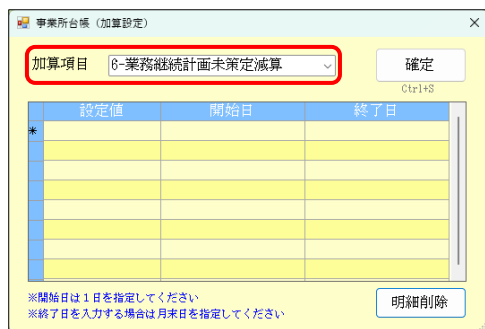 事業所台帳（加算設定）
加算項目 6-業務継続計画未策定減算 確定
Ctrl+S
設定値 開始日 終了日
*
※開始日は１日を指定してください
※終了日を入力する場合は月末日を指定してください
明細削除